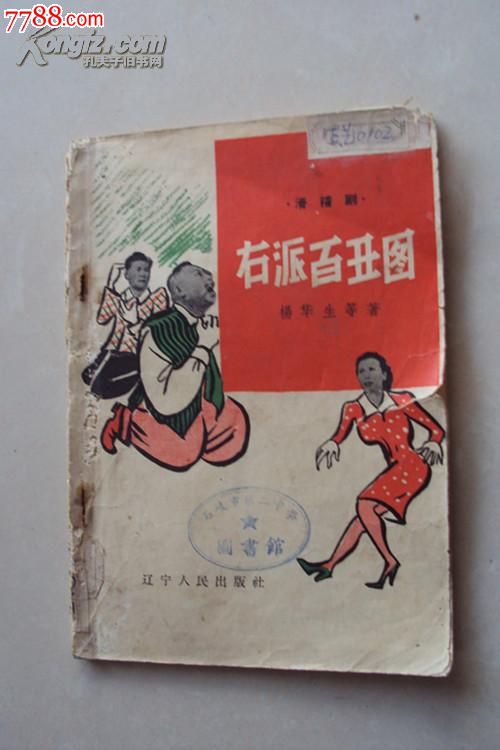 7788.com
Kongfz.com
孔夫子旧书网
·滑稽剧·
右派百丑图
楊华生等著
圖書館
辽宁人民出版社